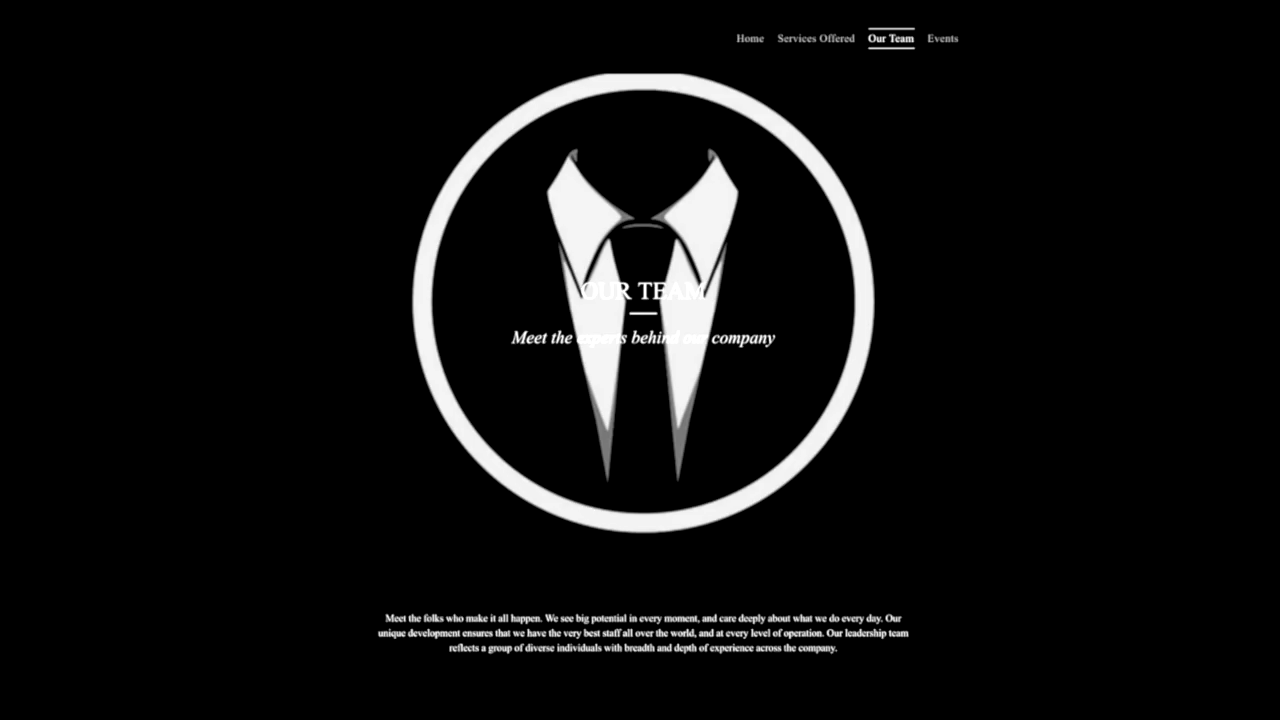 Home Services Offered Our Team Events
OUR TEAM
Meet the experts behind our company
Meet the folks who make it all happen. We see big potential in every moment, and care deeply about what we do every day. Our
unique development ensures that we have the very best staff all over the world, and at every level of operation. Our leadership team
reflects a group of diverse individuals with breadth and depth of experience across the company.